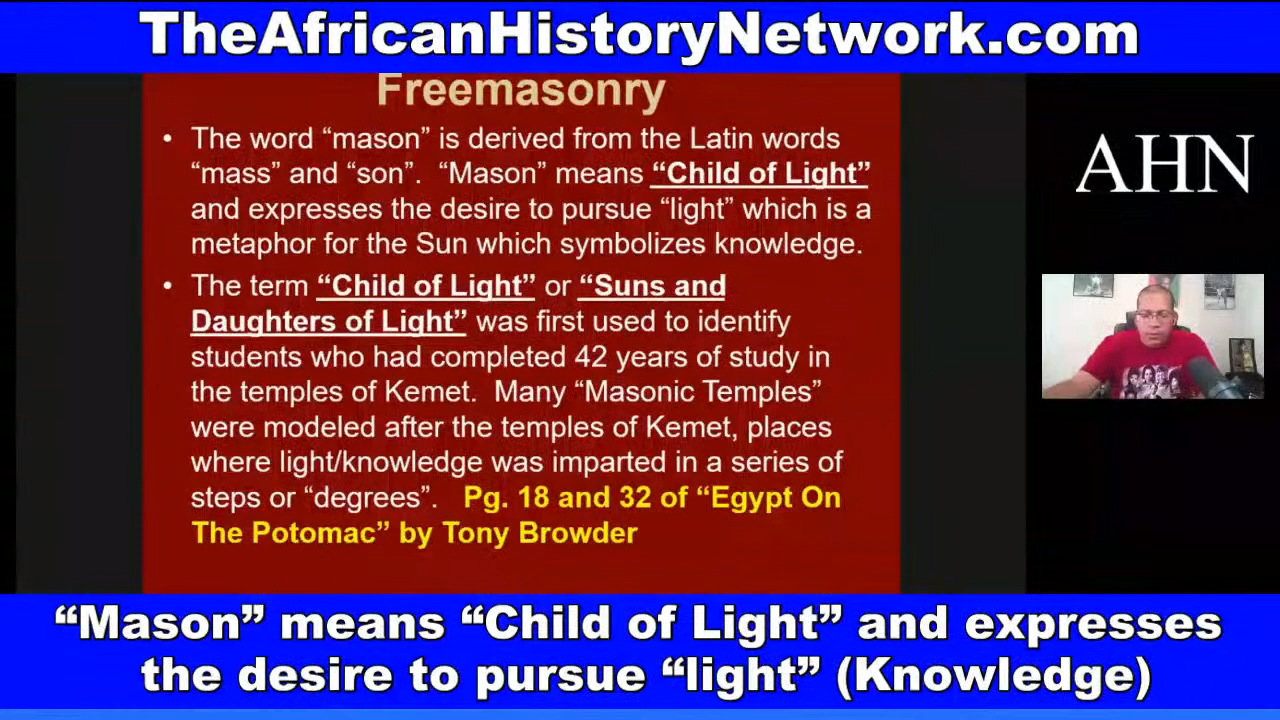 TheAfricanHistoryNetwork.com
Freemasonry
• The word “mason” is derived from the Latin words
“mass” and “son”.  “Mason” means “Child of Light”
and expresses the desire to pursue “light” which is a
metaphor for the Sun which symbolizes knowledge.
• The term “Child of Light” or “Suns and
Daughters of Light” was first used to identify
students who had completed 42 years of study in
the temples of Kemet.  Many “Masonic Temples”
were modeled after the temples of Kemet, places
where light/knowledge was imparted in a series of
steps or “degrees”.   Pg. 18 and 32 of “Egypt On
The Potomac” by Tony Browder
AHN
“Mason” means “Child of Light” and expresses
the desire to pursue “light” (Knowledge)